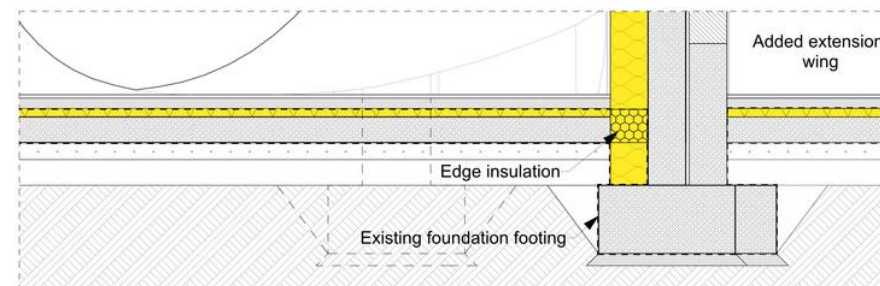 Added extension
wing
Edge insulation
Existing foundation footing